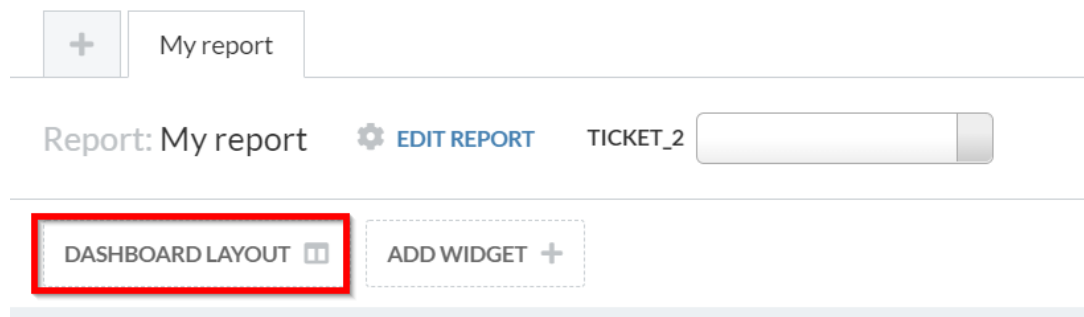 My report
Report: My report EDIT REPORT TICKET_2
DASHBOARD LAYOUT ADD WIDGET